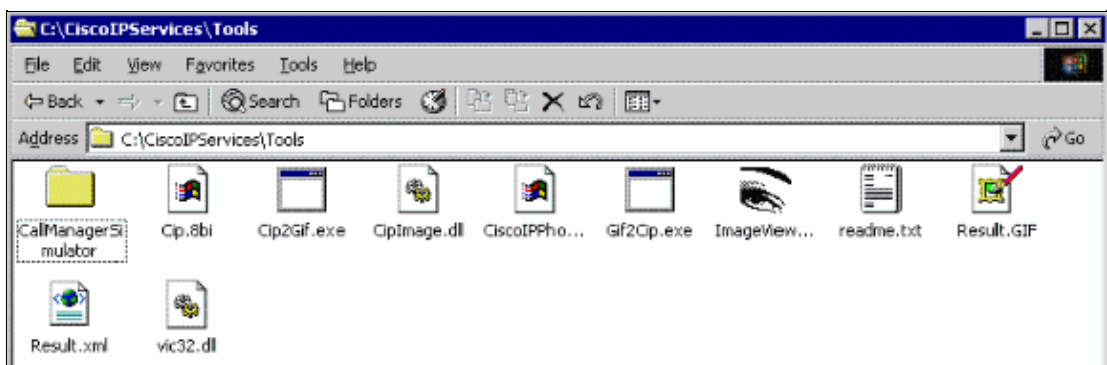 C:\CiscoIPServices\Tools
File Edit View Favorites Tools Help
Back Search Folders
Address C:\CiscoIPServices\Tools Go
CallManagerSi
mulator
Cip.8bi
Cip2Gif.exe
CipImage.dll
CiscoIPPho...
Gif2Cip.exe
ImageView...
readme.txt
Result.GIF
Result.xml
vic32.dll